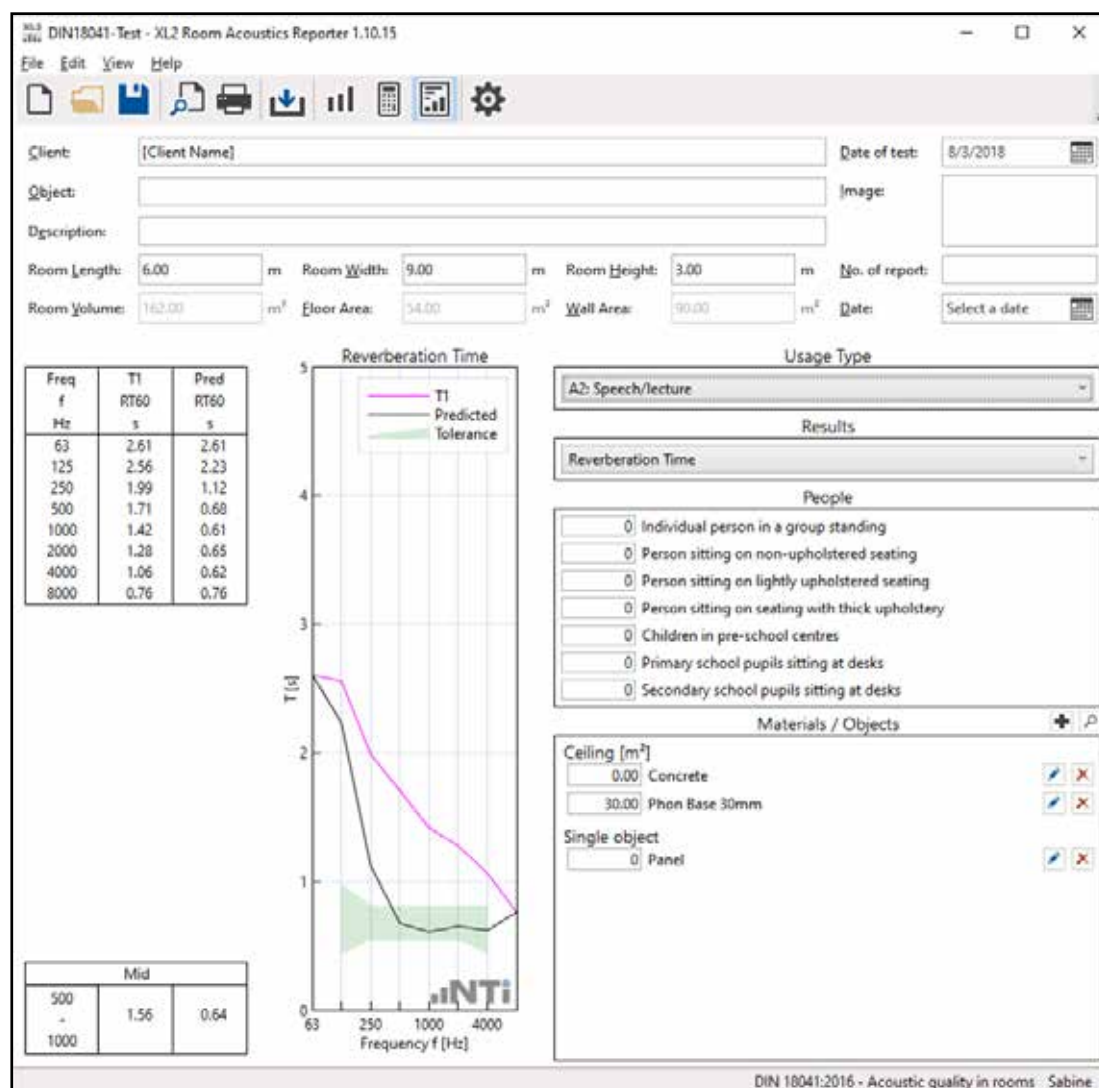 DIN18041-Test - XL2 Room Acoustics Reporter 1.10.15
File Edit View Help
Client: [Client Name] Date of test: 8/3/2018
Object: Image:
Description:
Room Length: 6.00 m Room Width: 9.00 m Room Height: 3.00 m No. of report:
Room Volume: 162.00 m³ Floor Area: 54.00 m² Wall Area: 90.00 m² Date: Select a date
Freq T1 Pred
f RT60 RT60
Hz s s
63 2.61 2.61
125 2.56 2.23
250 1.99 1.12
500 1.71 0.68
1000 1.42 0.61
2000 1.28 0.65
4000 1.06 0.62
8000 0.76 0.76
Mid
500 - 1000 1.56 0.64
Reverberation Time
T1
Predicted
Tolerance
5
4
3
2
1
0
T [s]
NTi
63 250 1000 4000
Frequency f [Hz]
Usage Type
A2: Speech/lecture
Results
Reverberation Time
People
0 Individual person in a group standing
0 Person sitting on non-upholstered seating
0 Person sitting on lightly upholstered seating
0 Person sitting on seating with thick upholstery
0 Children in pre-school centres
0 Primary school pupils sitting at desks
0 Secondary school pupils sitting at desks
Materials / Objects
Ceiling [m²]
0.00 Concrete
30.00 Phon Base 30mm
Single object
0 Panel
DIN 18041:2016 - Acoustic quality in rooms Sabine